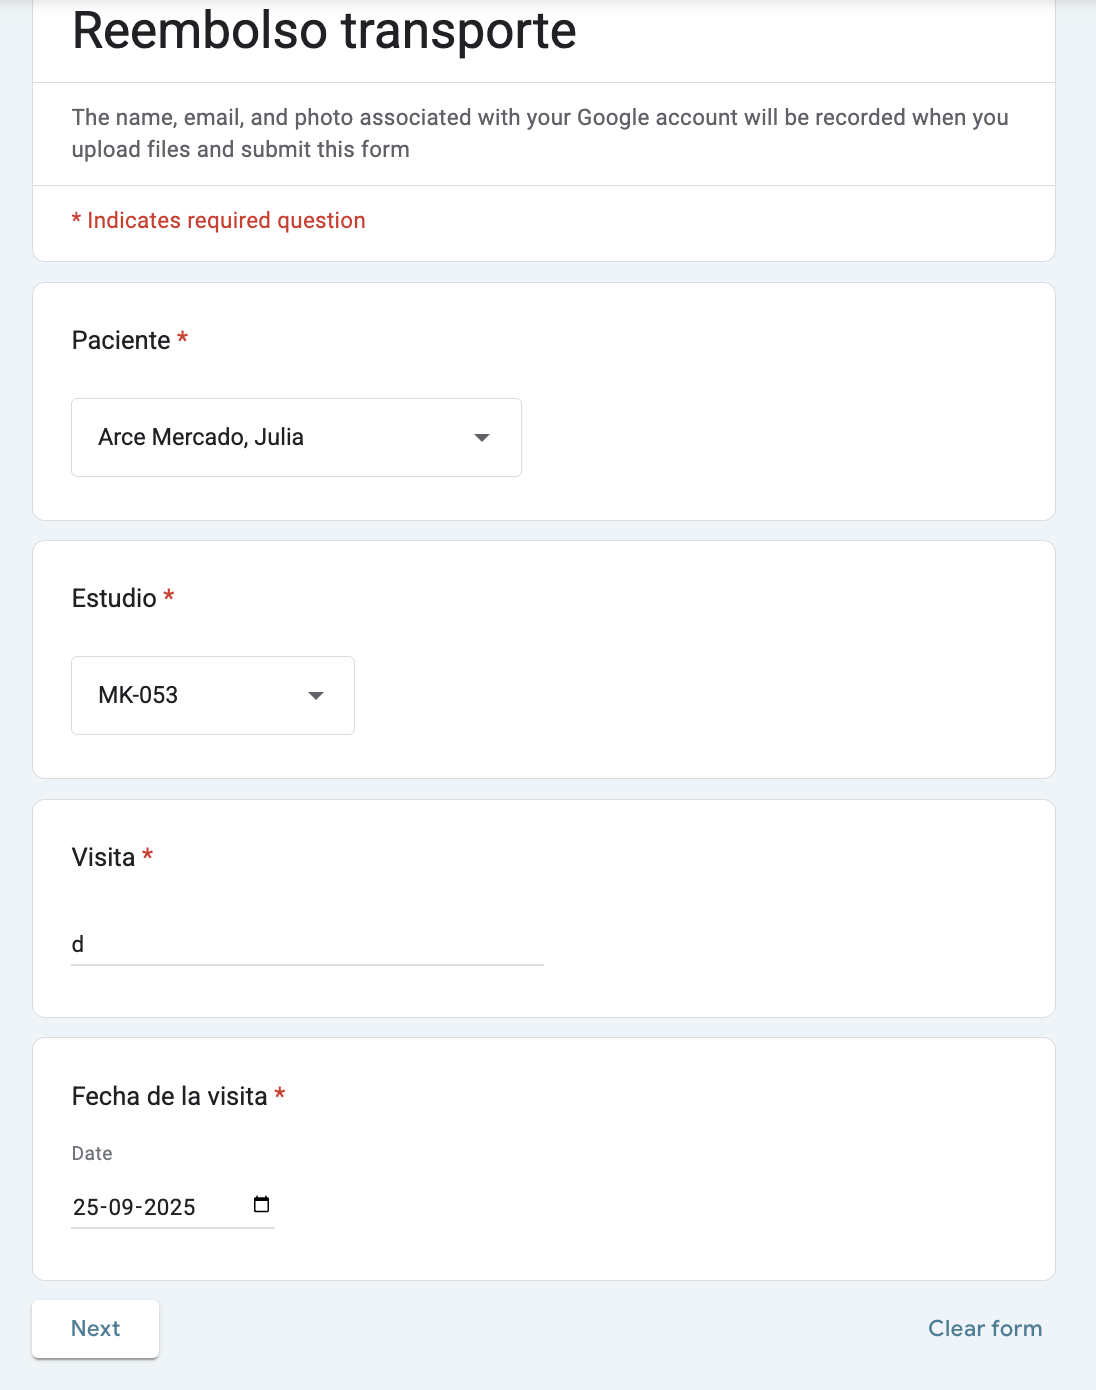 Reembolso transporte
The name, email, and photo associated with your Google account will be recorded when you
upload files and submit this form
* Indicates required question
Paciente *
Arce Mercado, Julia
Estudio *
MK-053
Visita *
d
Fecha de la visita *
Date
25-09-2025
Next
Clear form